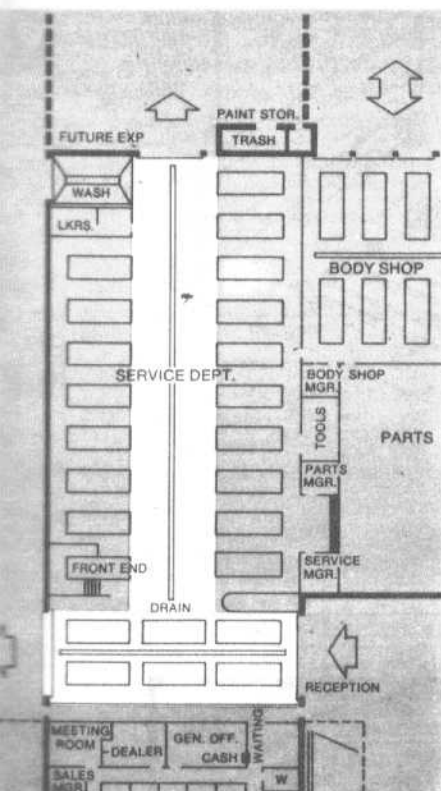 PAINT STOR.
FUTURE EXP
TRASH
WASH
LKRS.
BODY SHOP
SERVICE DEPT.
BODY SHOP
MGR.
TOOLS
PARTS
PARTS
MGR.
SERVICE
MGR.
FRONT END
DRAIN
RECEPTION
MEETING
ROOM
DEALER
GEN. OFF.
CASH
WAITING
SALES
MGR.
W